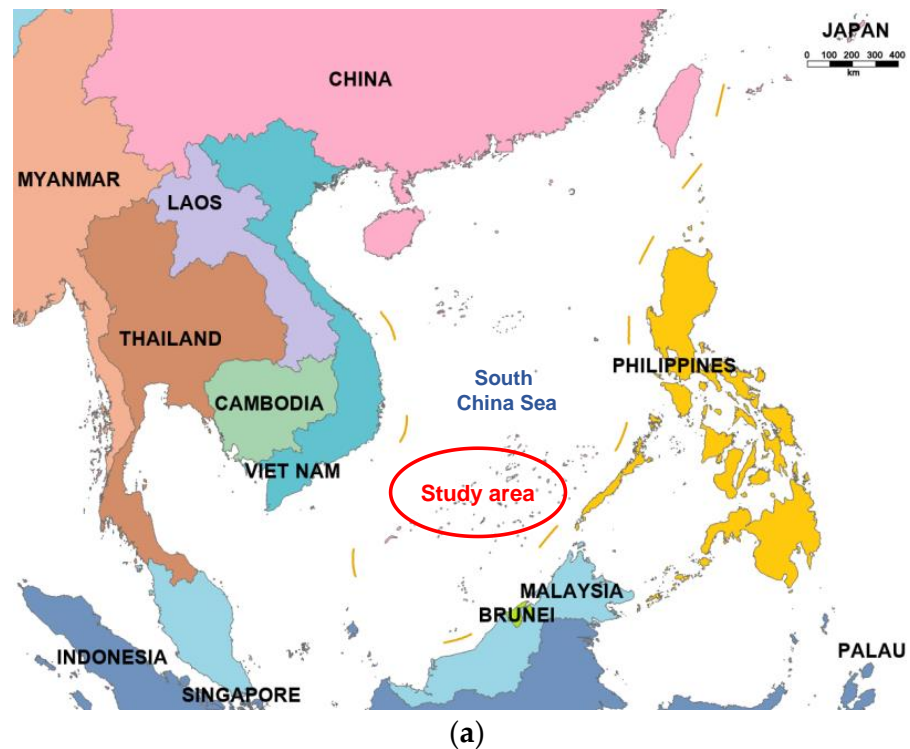 JAPAN
0 100 200 300 400
km
CHINA
MYANMAR
LAOS
THAILAND
PHILIPPINES
South
China Sea
CAMBODIA
VIET NAM
Study area
MALAYSIA
BRUNEI
INDONESIA
PALAU
SINGAPORE
(a)